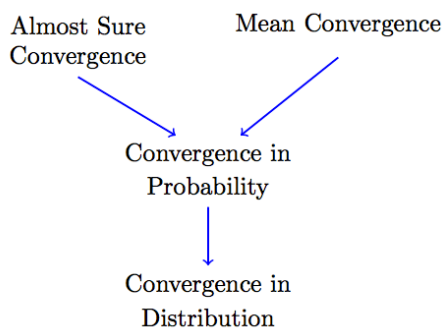 Almost Sure
Convergence
Mean Convergence
Convergence in
Probability
Convergence in
Distribution